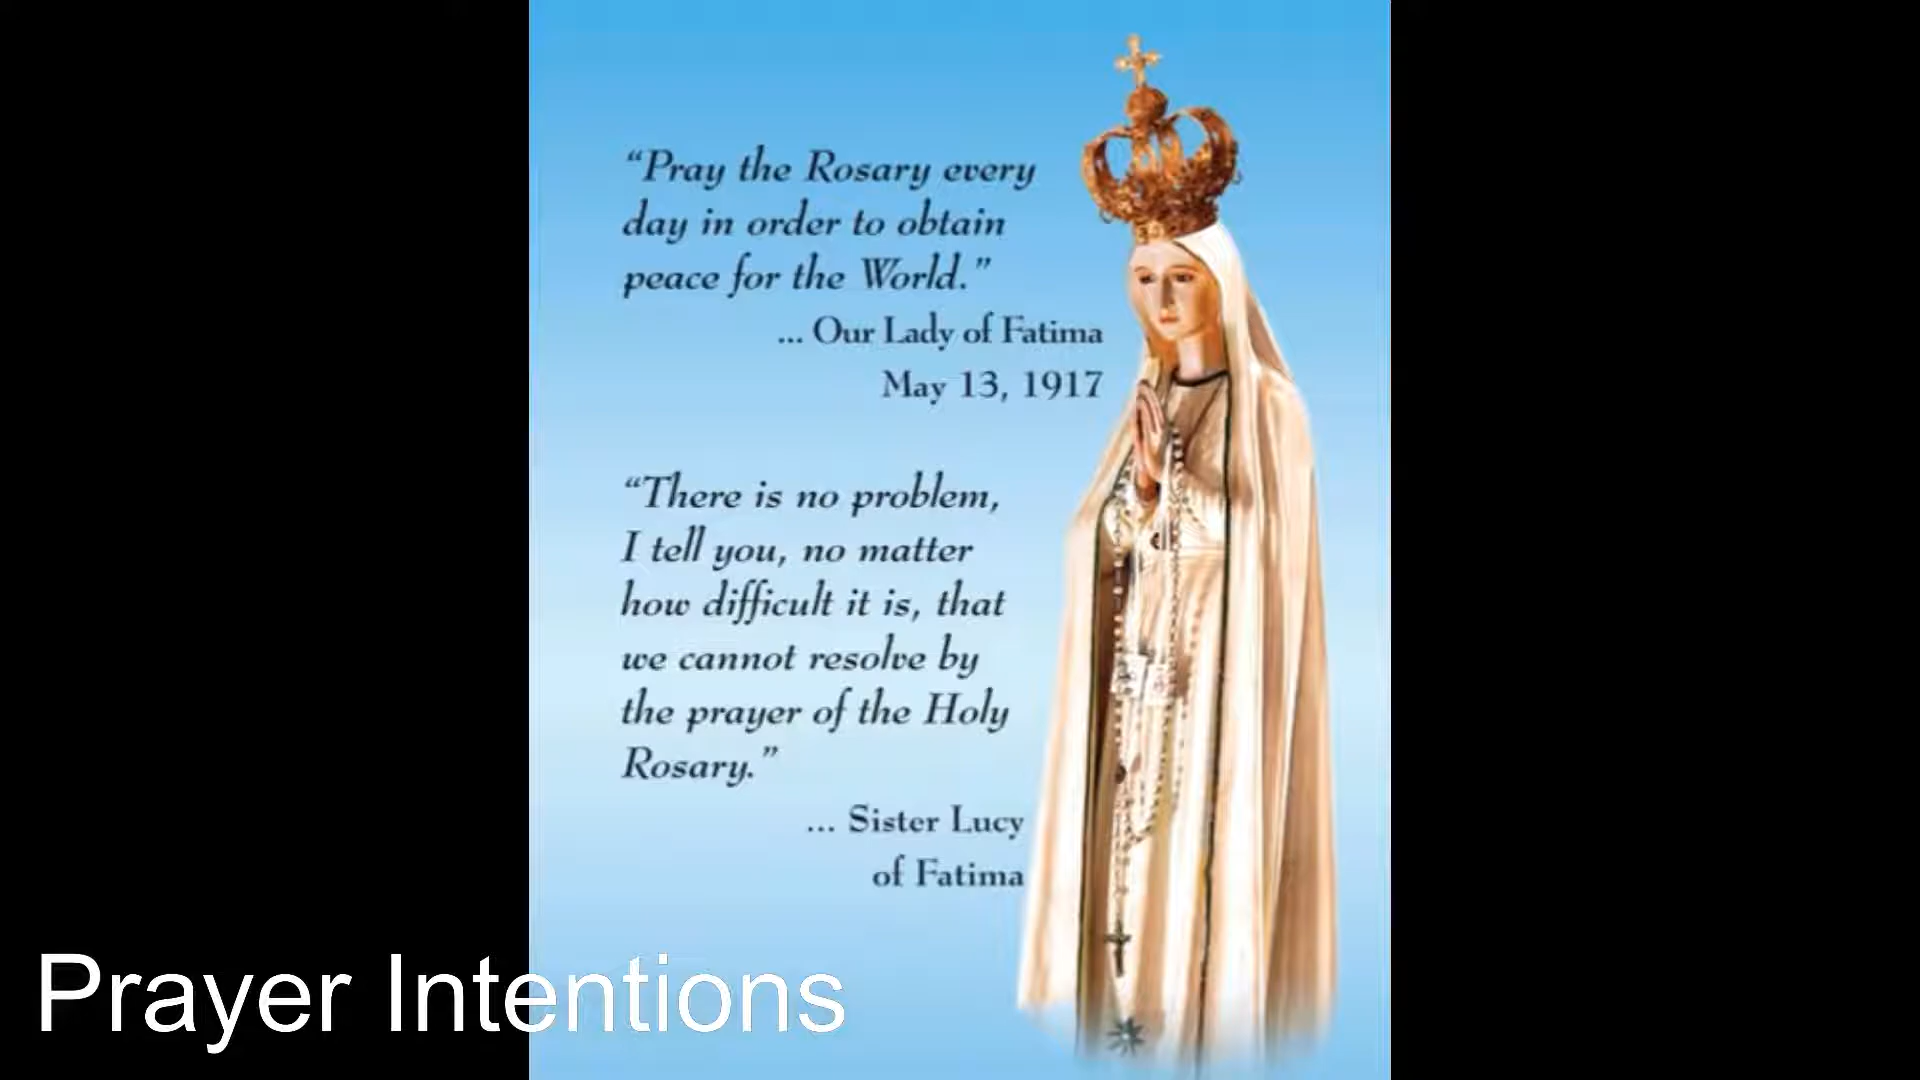 “Pray the Rosary every
day in order to obtain
peace for the World.”
... Our Lady of Fatima
May 13, 1917
“There is no problem,
I tell you, no matter
how difficult it is, that
we cannot resolve by
the prayer of the Holy
Rosary.”
... Sister Lucy
of Fatima
Prayer Intentions